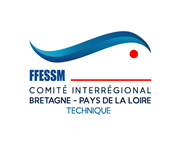 FFESSM
COMITÉ INTERRÉGIONAL
BRETAGNE - PAYS DE LA LOIRE
TECHNIQUE